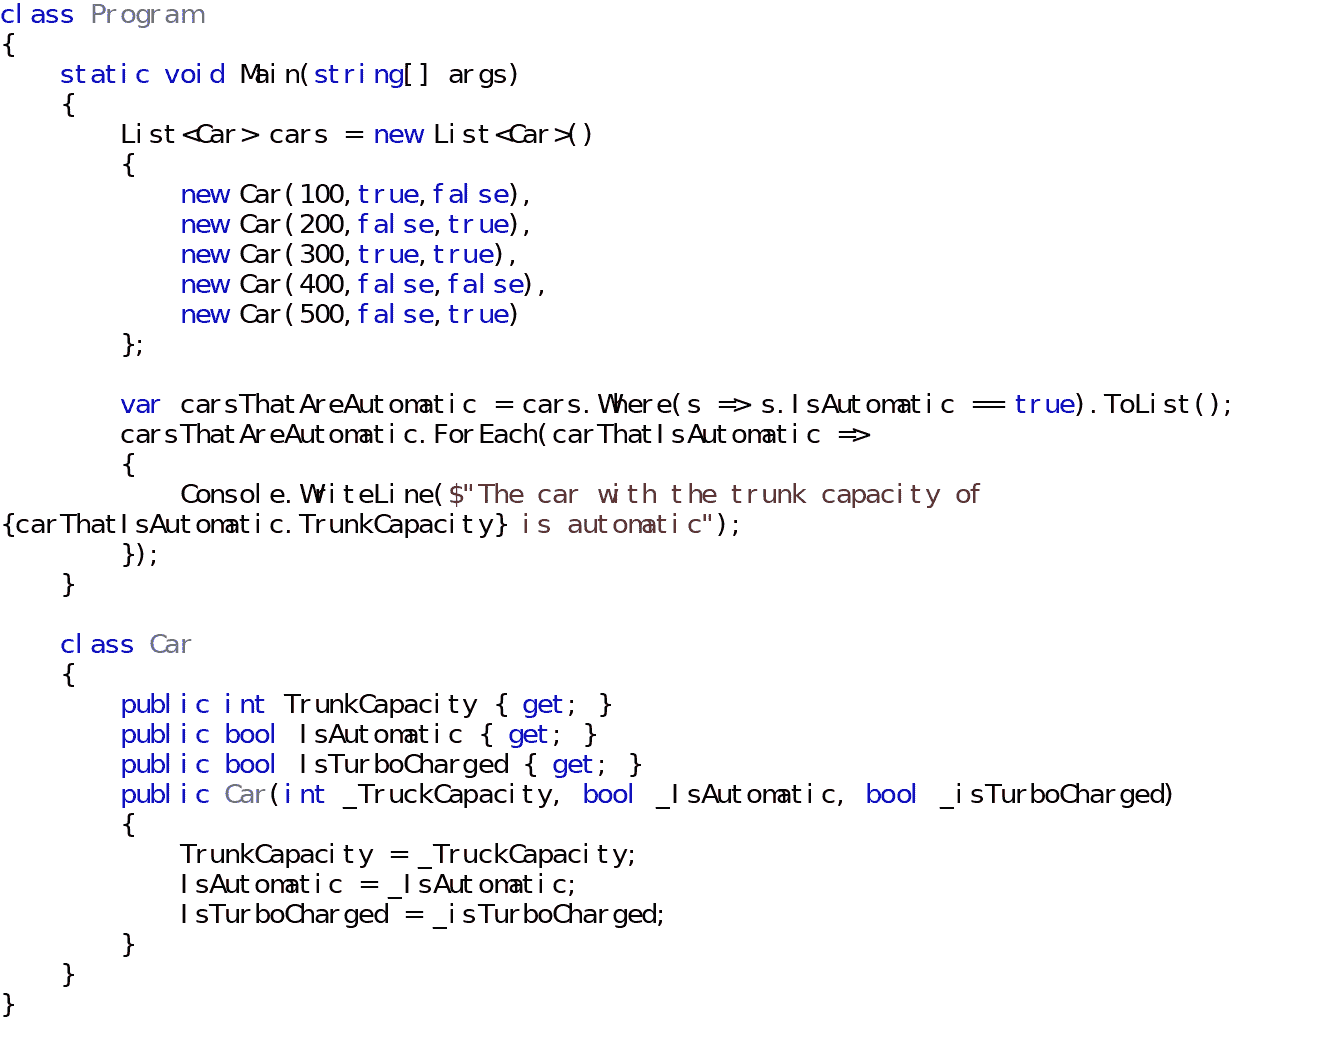 class Program
{
    static void Main(string[] args)
    {
        List<Car> cars = new List<Car>()
        {
            new Car(100,true,false),
            new Car(200,false,true),
            new Car(300,true,true),
            new Car(400,false,false),
            new Car(500,false,true)
        };

        var carsThatAreAutomatic = cars.Where(s => s.IsAutomatic == true).ToList();
        carsThatAreAutomatic.ForEach(carThatIsAutomatic =>
        {
            Console.WriteLine($"The car with the trunk capacity of
{carThatIsAutomatic.TrunkCapacity} is automatic");
        });
    }

    class Car
    {
        public int TrunkCapacity { get; }
        public bool IsAutomatic { get; }
        public bool IsTurboCharged { get; }
        public Car(int _TruckCapacity, bool _IsAutomatic, bool _isTurboCharged)
        {
            TrunkCapacity = _TruckCapacity;
            IsAutomatic = _IsAutomatic;
            IsTurboCharged = _isTurboCharged;
        }
    }
}